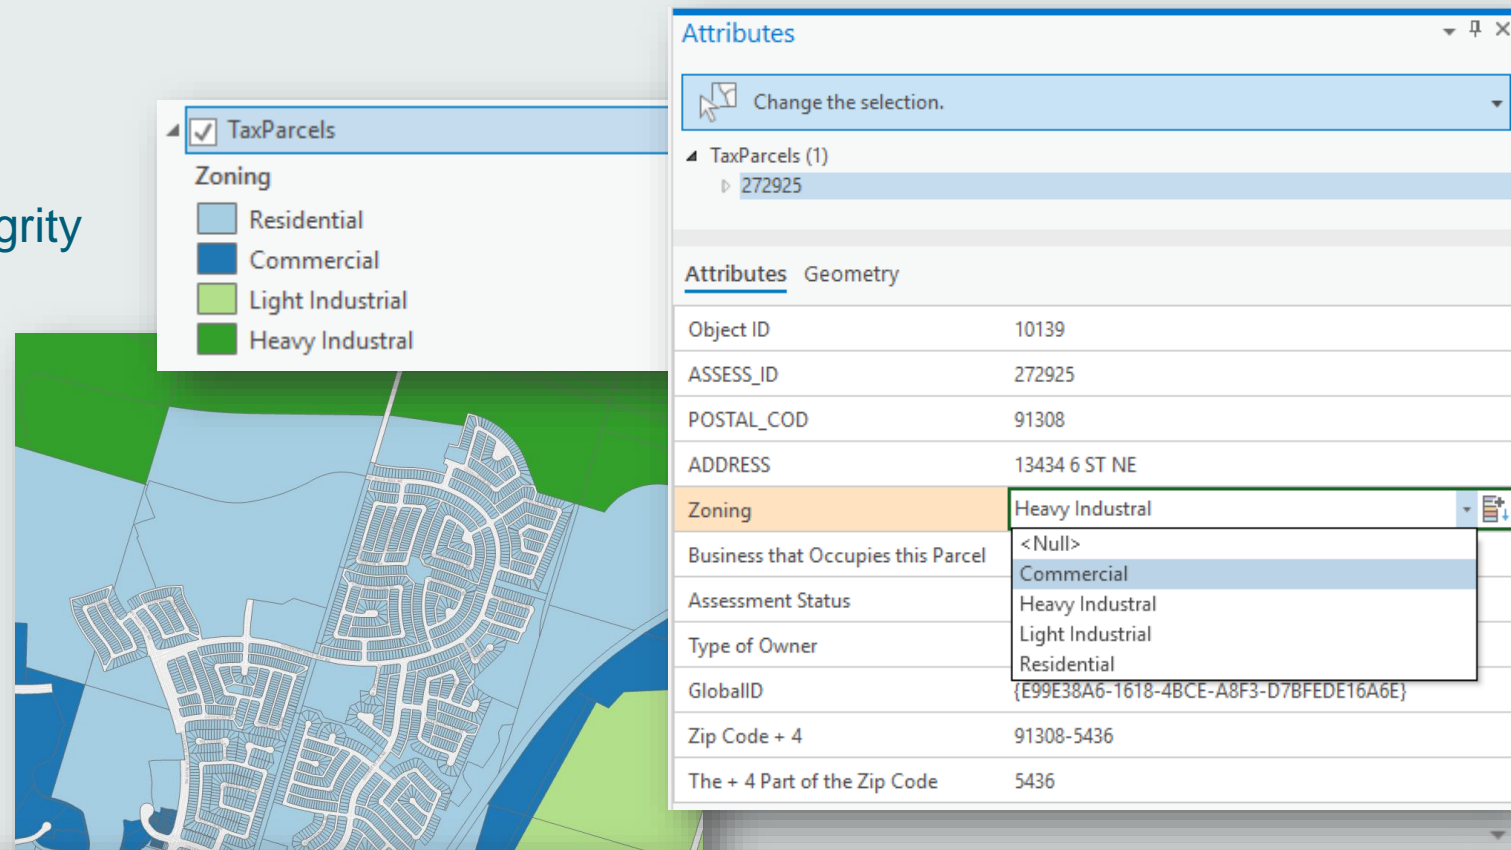 grity
TaxParcels
Zoning
Residential
Commercial
Light Industrial
Heavy Industral
Attributes
Change the selection.
TaxParcels (1)
272925
Attributes Geometry
Object ID 10139
ASSESS_ID 272925
POSTAL_COD 91308
ADDRESS 13434 6 ST NE
Zoning Heavy Industral
<Null>
Business that Occupies this Parcel
Commercial
Assessment Status Heavy Industral
Light Industrial
Type of Owner
Residential
GlobalID {E99E38A6-1618-4BCE-A8F3-D7BFEDE16A6E}
Zip Code + 4 91308-5436
The + 4 Part of the Zip Code 5436